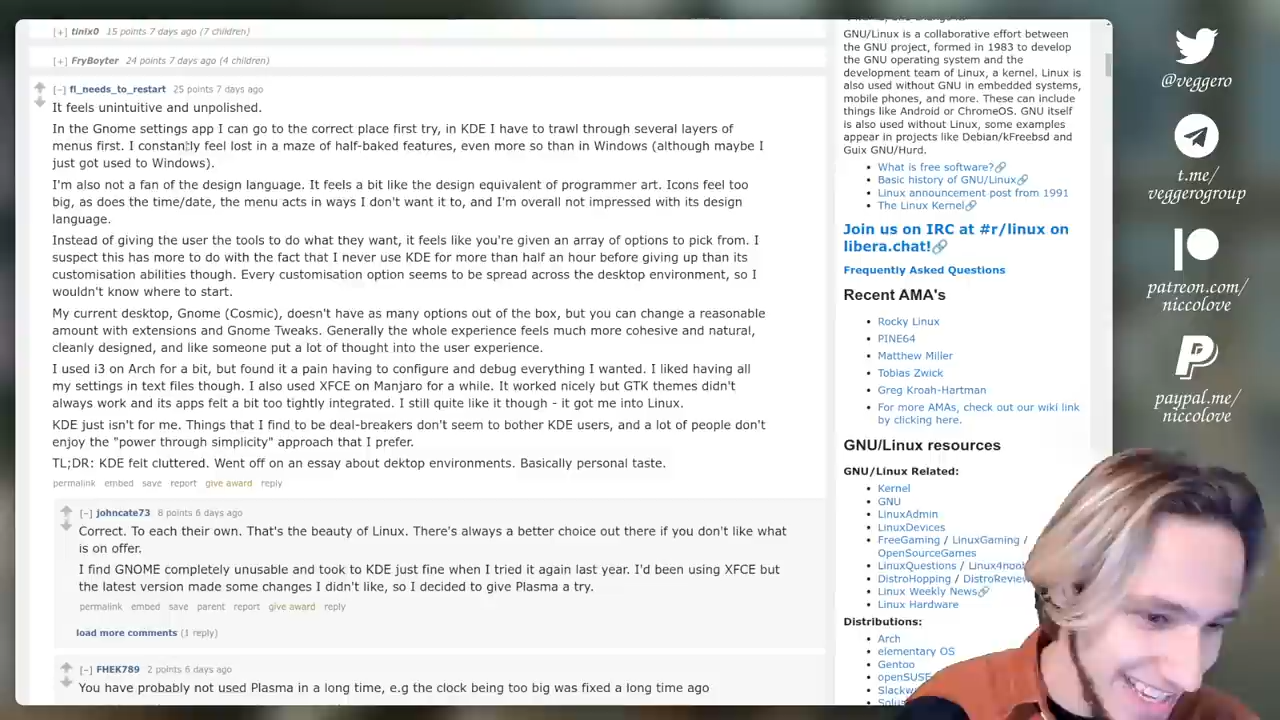 [+] tinix0 15 points 7 days ago (7 children)
[+] FryBoyter 24 points 7 days ago (4 children)
[–] fl_needs_to_restart 25 points 7 days ago
It feels unintuitive and unpolished.
In the Gnome settings app I can go to the correct place first try, in KDE I have to trawl through several layers of
menus first. I constantly feel lost in a maze of half-baked features, even more so than in Windows (although maybe I
just got used to Windows).
I'm also not a fan of the design language. It feels a bit like the design equivalent of programmer art. Icons feel too
big, as does the time/date, the menu acts in ways I don't want it to, and I'm overall not impressed with its design
language.
Instead of giving the user the tools to do what they want, it feels like you're given an array of options to pick from. I
suspect this has more to do with the fact that I never use KDE for more than half an hour before giving up than its
customisation abilities though. Every customisation option seems to be spread across the desktop environment, so I
wouldn't know where to start.
My current desktop, Gnome (Cosmic), doesn't have as many options out of the box, but you can change a reasonable
amount with extensions and Gnome Tweaks. Generally the whole experience feels much more cohesive and natural,
cleanly designed, and like someone put a lot of thought into the user experience.
I used i3 on Arch for a bit, but found it a pain having to configure and debug everything I wanted. I liked having all
my settings in text files though. I also used XFCE on Manjaro for a while. It worked nicely but GTK themes didn't
always work and its apps felt a bit to tightly integrated. I still quite like it though - it got me into Linux.
KDE just isn't for me. Things that I find to be deal-breakers don't seem to bother KDE users, and a lot of people don't
enjoy the "power through simplicity" approach that I prefer.
TL;DR: KDE felt cluttered. Went off on an essay about dektop environments. Basically personal taste.
permalink embed save report give award reply
[–] johncate73 8 points 6 days ago
Correct. To each their own. That's the beauty of Linux. There's always a better choice out there if you don't like what
is on offer.
I find GNOME completely unusable and took to KDE just fine when I tried it again last year. I'd been using XFCE but
the latest version made some changes I didn't like, so I decided to give Plasma a try.
permalink embed save parent report give award reply
load more comments (1 reply)
[–] FHEK789 2 points 6 days ago
You have probably not used Plasma in a long time, e.g the clock being too big was fixed a long time ago
GNU/Linux is a collaborative effort between
the GNU project, formed in 1983 to develop
the GNU operating system and the
development team of Linux, a kernel. Linux is
also used without GNU in embedded systems,
mobile phones, and more. These can include
things like Android or ChromeOS. GNU itself
is also used without Linux, some examples
appear in projects like Debian/kFreebsd and
Guix GNU/Hurd.
What is free software?
Basic history of GNU/Linux
Linux announcement post from 1991
The Linux Kernel
Join us on IRC at #r/linux on
libera.chat!
Frequently Asked Questions
Recent AMA's
Rocky Linux
PINE64
Matthew Miller
Tobias Zwick
Greg Kroah-Hartman
For more AMAs, check out our wiki link
by clicking here.
GNU/Linux resources
GNU/Linux Related:
Kernel
GNU
LinuxAdmin
LinuxDevices
FreeGaming / LinuxGaming /
OpenSourceGames
LinuxQuestions / Linux4noobs
DistroHopping / DistroReview
Linux Weekly News
Linux Hardware
Distributions:
Arch
elementary OS
Gentoo
openSUSE
Slackw
Solus
@veggero
t.me/
veggerogroup
patreon.com/
niccolove
paypal.me/
niccolove